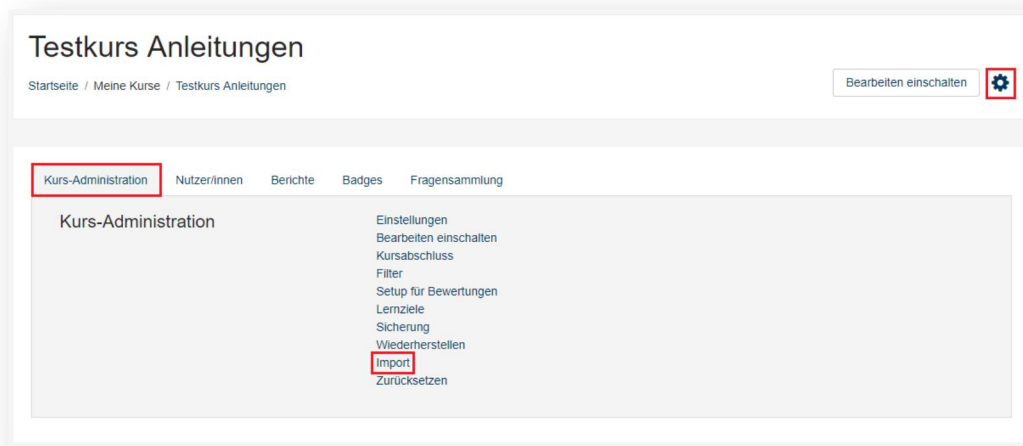 Testkurs Anleitungen
Startseite / Meine Kurse / Testkurs Anleitungen
Bearbeiten einschalten
Kurs-Administration Nutzer/innen Berichte Badges Fragensammlung
Kurs-Administration
Einstellungen
Bearbeiten einschalten
Kursabschluss
Filter
Setup für Bewertungen
Lernziele
Sicherung
Wiederherstellen
Import
Zurücksetzen